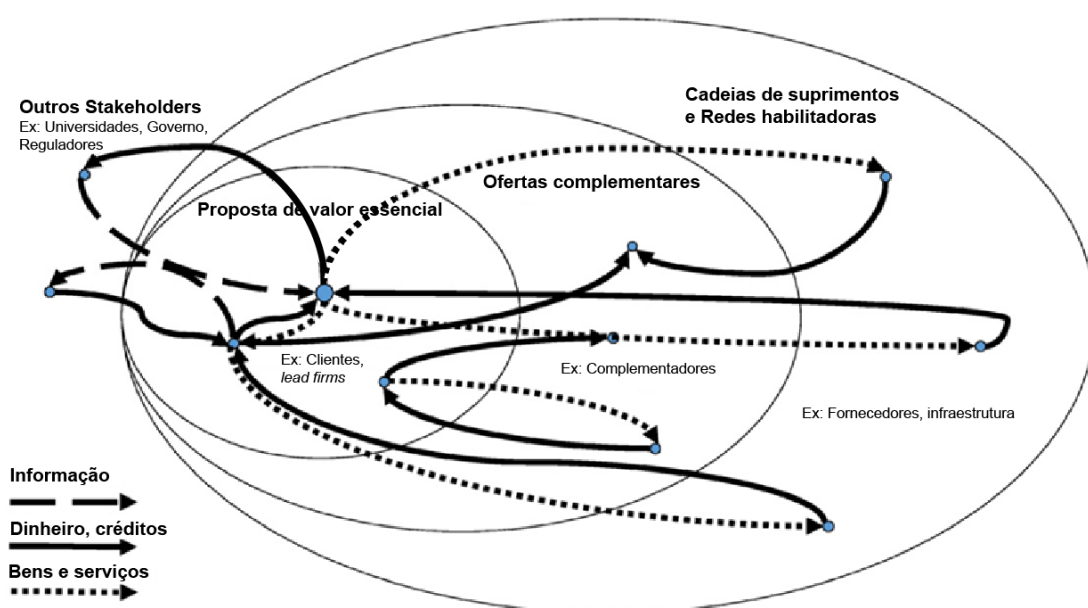 Outros Stakeholders
Ex: Universidades, Governo,
Reguladores
Cadeias de suprimentos
e Redes habilitadoras
Ofertas complementares
Proposta de valor essencial
Ex: Clientes,
lead firms
Ex: Complementadores
Ex: Fornecedores, infraestrutura
Informação
Dinheiro, créditos
Bens e serviços